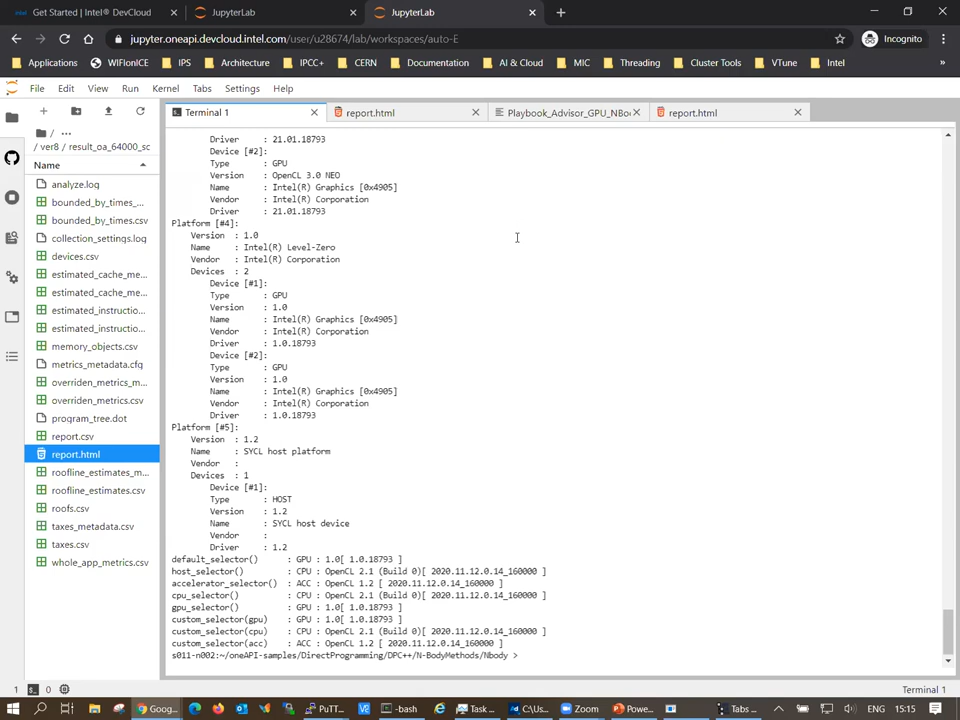 Get Started | Intel® DevCloud
JupyterLab
JupyterLab
jupyter.oneapi.devcloud.intel.com/user/u28674/lab/workspaces/auto-E
Incognito
Applications
WIFIonICE
IPS
Architecture
IPCC+
CERN
Documentation
AI & Cloud
MIC
Threading
Cluster Tools
VTune
Intel
»
File Edit View Run Kernel Tabs Settings Help
Terminal 1
report.html
Playbook_Advisor_GPU_NBo
report.html
/ ...
/ ver8 / result_oa_64000_sc
Name
analyze.log
bounded_by_times_...
bounded_by_times.csv
collection_settings.log
devices.csv
estimated_cache_me...
estimated_cache_me...
estimated_instructio...
estimated_instructio...
memory_objects.csv
metrics_metadata.cfg
overriden_metrics_m...
overriden_metrics.csv
program_tree.dot
report.csv
report.html
roofline_estimates_m...
roofline_estimates.csv
roofs.csv
taxes_metadata.csv
taxes.csv
whole_app_metrics.csv
Driver : 21.01.18793
Device [#2]:
Type : GPU
Version : OpenCL 3.0 NEO
Name : Intel(R) Graphics [0x4905]
Vendor : Intel(R) Corporation
Driver : 21.01.18793
Platform [#4]:
Version : 1.0
Name : Intel(R) Level-Zero
Vendor : Intel(R) Corporation
Devices : 2
Device [#1]:
Type : GPU
Version : 1.0
Name : Intel(R) Graphics [0x4905]
Vendor : Intel(R) Corporation
Driver : 1.0.18793
Device [#2]:
Type : GPU
Version : 1.0
Name : Intel(R) Graphics [0x4905]
Vendor : Intel(R) Corporation
Driver : 1.0.18793
Platform [#5]:
Version : 1.2
Name : SYCL host platform
Vendor :
Devices : 1
Device [#1]:
Type : HOST
Version : 1.2
Name : SYCL host device
Vendor :
Driver : 1.2
default_selector() : GPU : 1.0[ 1.0.18793 ]
host_selector() : CPU : OpenCL 2.1 (Build 0)[ 2020.11.12.0.14_160000 ]
accelerator_selector() : ACC : OpenCL 1.2 [ 2020.11.12.0.14_160000 ]
cpu_selector() : CPU : OpenCL 2.1 (Build 0)[ 2020.11.12.0.14_160000 ]
gpu_selector() : GPU : 1.0[ 1.0.18793 ]
custom_selector(gpu) : GPU : 1.0[ 1.0.18793 ]
custom_selector(cpu) : CPU : OpenCL 2.1 (Build 0)[ 2020.11.12.0.14_160000 ]
custom_selector(acc) : ACC : OpenCL 1.2 [ 2020.11.12.0.14_160000 ]
s011-n002:~/oneAPI-samples/DirectProgramming/DPC++/N-BodyMethods/Nbody >
1 0
Terminal 1
Goog...
PuTT...
-bash
Task ...
C:\Us...
Zoom
Powe...
Tabs ...
ENG 15:15